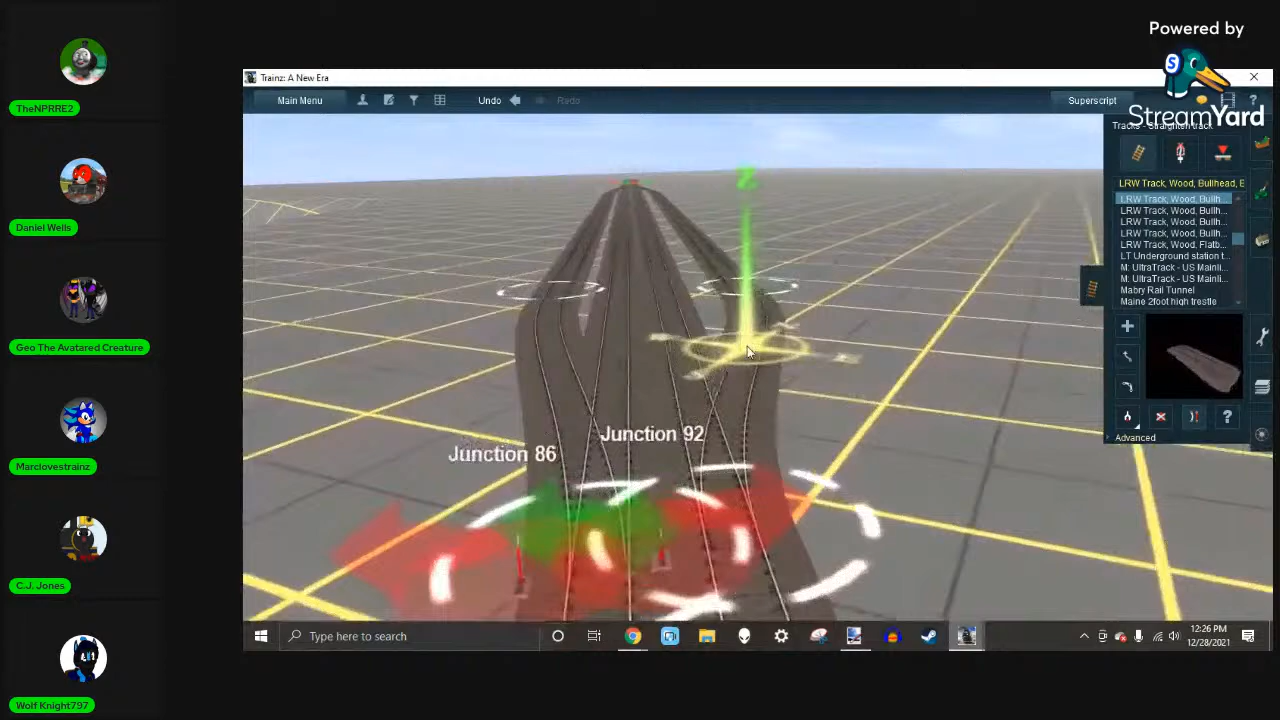 Powered by
StreamYard
TheNPRRE2
Daniel Wells
Geo The Avatared Creature
Marclovestrainz
C.J. Jones
Wolf Knight797
Trainz: A New Era
Main Menu
Undo
Redo
Superscript
?
Tracks - Straighten track
LRW Track, Wood, Bullhead, E
LRW Track, Wood, Bullh...
LRW Track, Wood, Bullh...
LRW Track, Wood, Bullh...
LRW Track, Wood, Bullh...
LRW Track, Wood, Flatb...
LT Underground station t
M: UltraTrack - US Mainli...
M: UltraTrack - US Mainli...
Mabry Rail Tunnel
Maine 2foot high trestle
?
Advanced
Z
Junction 92
Junction 86
Type here to search
12:26 PM
12/28/2021